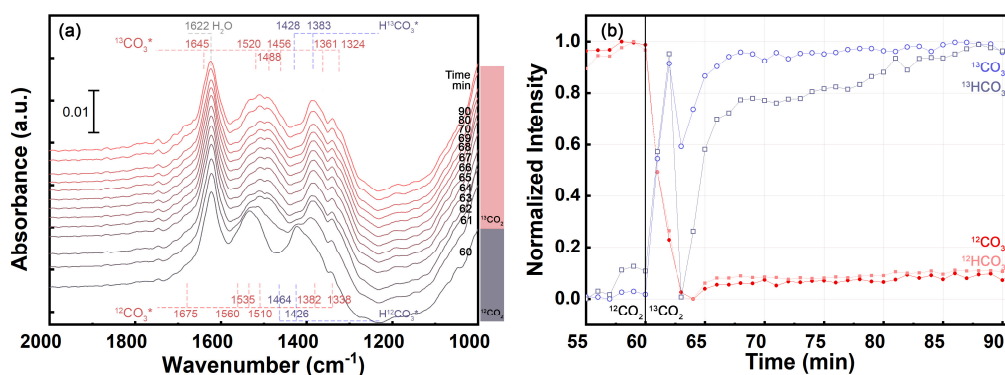 (a)
1622 H₂O
1428 1383 H¹³CO₃*
¹³CO₃* 1645 1520 1456 1361 1324
1488
Time
min
0.01
90
80
70
69
68
67
66
65
64
63
62
61
60
¹³CO₂
¹²CO₂
1535 1464 1382 1338
¹²CO₃* 1675 1560 1510 1426 H¹²CO₃*
2000 1800 1600 1400 1200 1000
Wavenumber (cm⁻¹)
Absorbance (a.u.)
(b)
1.0
0.8
0.6
0.4
0.2
0.0
Normalized Intensity
¹³CO₃
¹³HCO₃
¹²CO₃
¹²HCO₃
¹²CO₂ ¹³CO₂
55 60 65 70 75 80 85 90
Time (min)